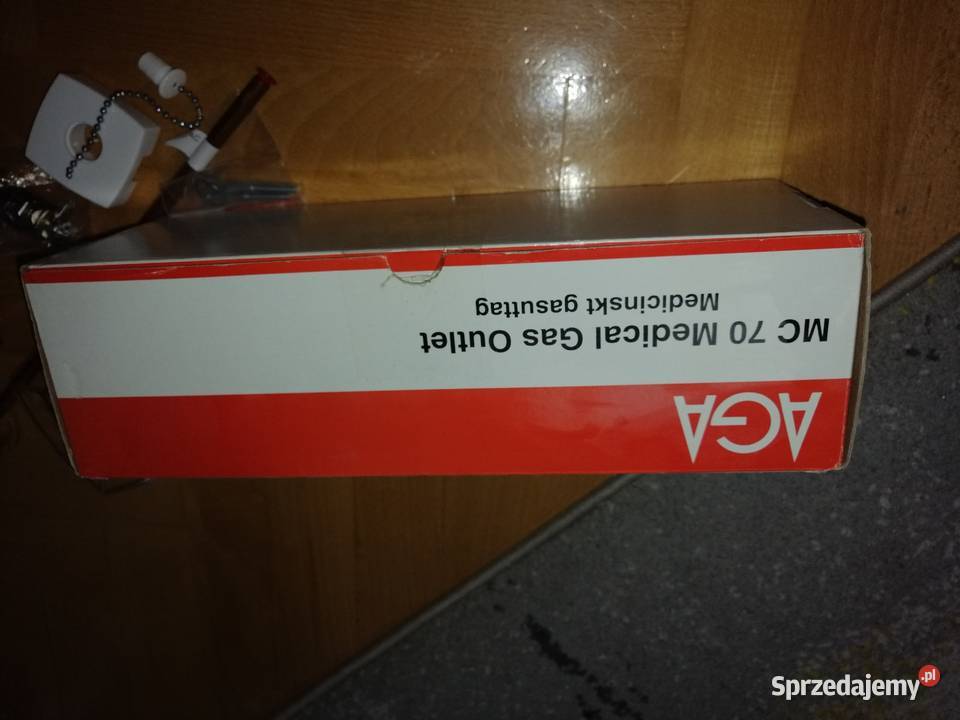 AGA
MC 70 Medical Gas Outlet
Medicinskt gasuttag
Sprzedajemy.pl